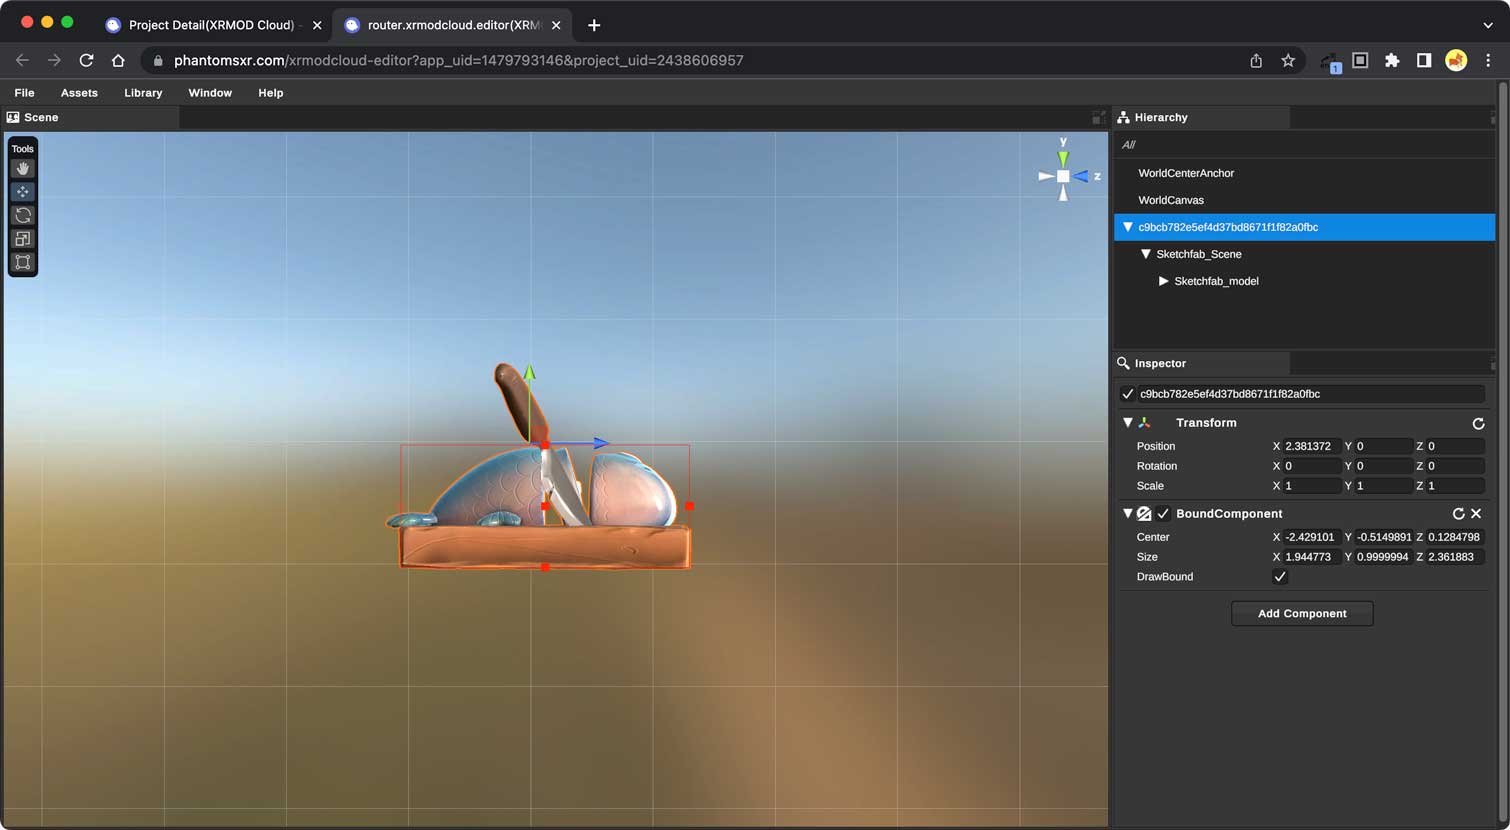 Project Detail(XRMOD Cloud) -
router.xrmodcloud.editor(XRM
phantomsxr.com/xrmodcloud-editor?app_uid=1479793146&project_uid=2438606957
1
File Assets Library Window Help
Scene
Tools
y
z
Hierarchy
All
WorldCenterAnchor
WorldCanvas
c9bcb782e5ef4d37bd8671f1f82a0fbc
Sketchfab_Scene
Sketchfab_model
Inspector
c9bcb782e5ef4d37bd8671f1f82a0fbc
Transform
Position X 2.381372 Y 0 Z 0
Rotation X 0 Y 0 Z 0
Scale X 1 Y 1 Z 1
BoundComponent
Center X -2.429101 Y -0.5149891 Z 0.1284798
Size X 1.944773 Y 0.9999994 Z 2.361883
DrawBound
Add Component